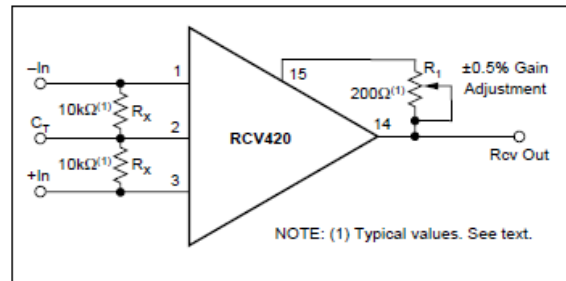 –In
1
10kΩ(1) RX
CT
2
10kΩ(1) RX
+In
3
RCV420
15
R1
200Ω(1)
±0.5% Gain
Adjustment
14
Rcv Out
NOTE: (1) Typical values. See text.